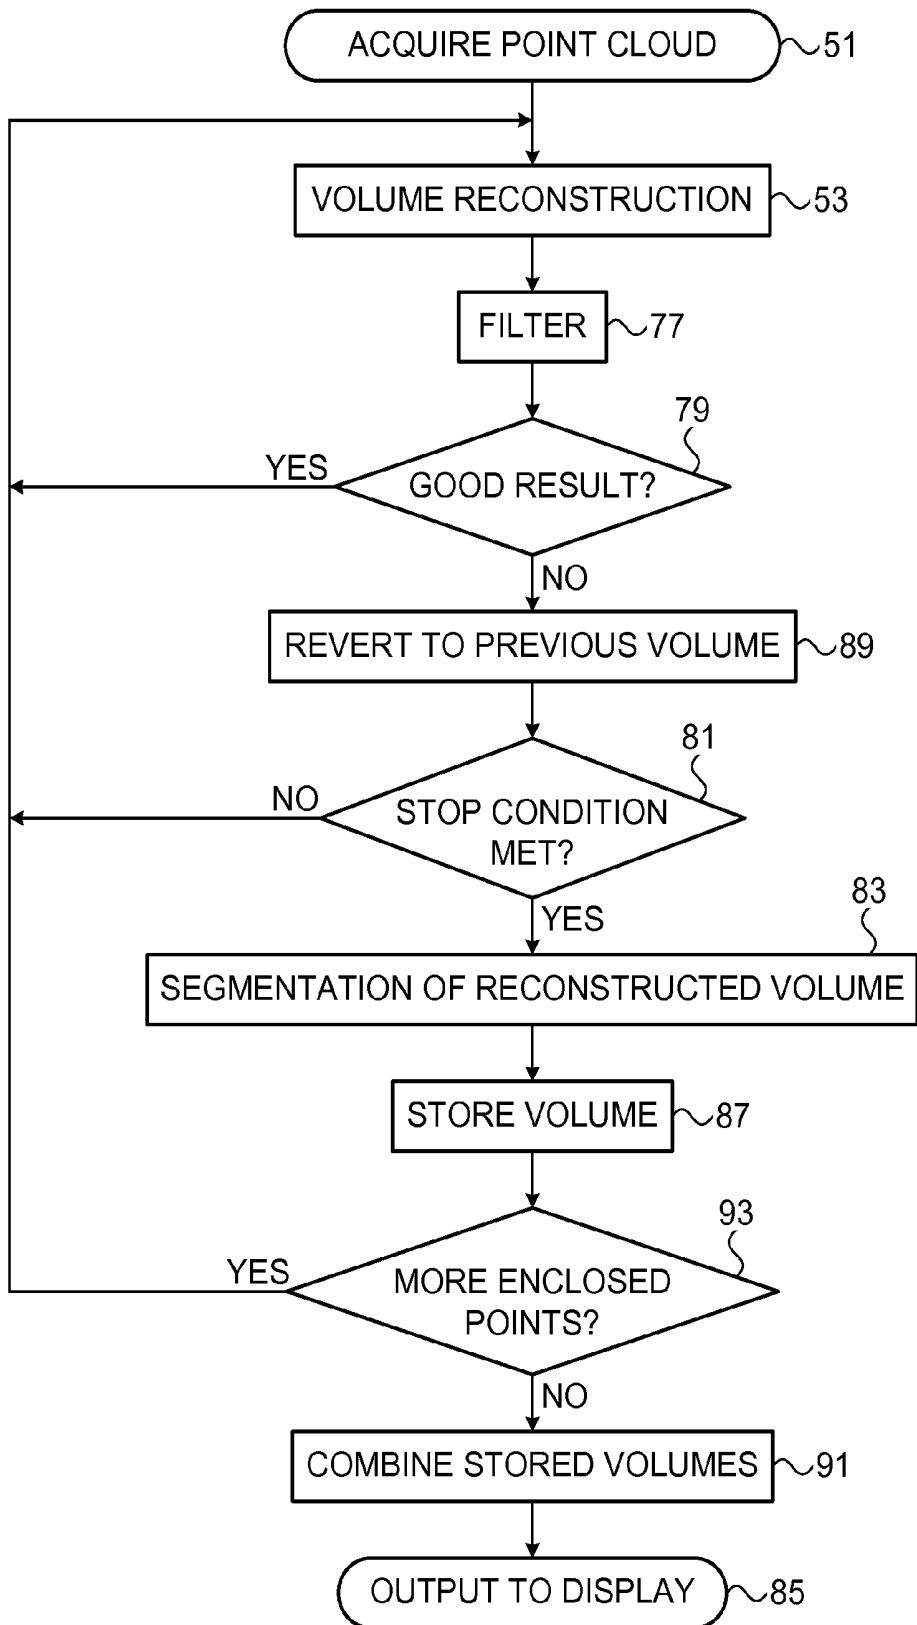 ACQUIRE POINT CLOUD 51
VOLUME RECONSTRUCTION 53
FILTER 77
79
YES
GOOD RESULT?
NO
REVERT TO PREVIOUS VOLUME 89
81
NO
STOP CONDITION
MET?
YES
83
SEGMENTATION OF RECONSTRUCTED VOLUME
STORE VOLUME 87
93
YES
MORE ENCLOSED
POINTS?
NO
COMBINE STORED VOLUMES 91
OUTPUT TO DISPLAY 85